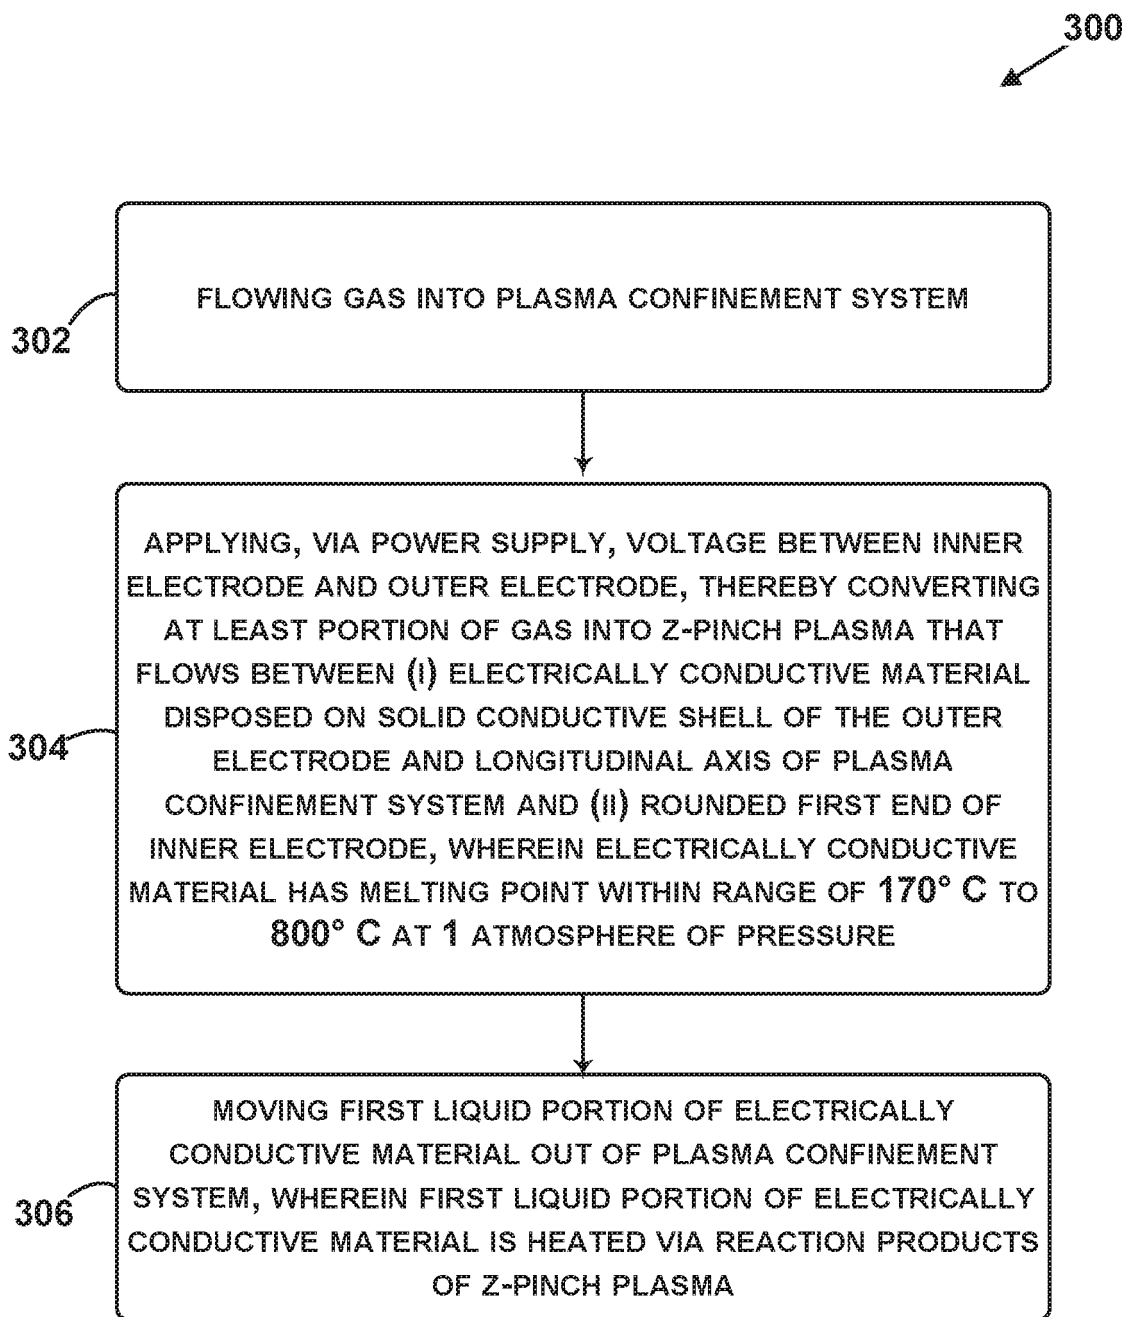 300
FLOWING GAS INTO PLASMA CONFINEMENT SYSTEM
302
APPLYING, VIA POWER SUPPLY, VOLTAGE BETWEEN INNER
ELECTRODE AND OUTER ELECTRODE, THEREBY CONVERTING
AT LEAST PORTION OF GAS INTO Z-PINCH PLASMA THAT
FLOWS BETWEEN (I) ELECTRICALLY CONDUCTIVE MATERIAL
DISPOSED ON SOLID CONDUCTIVE SHELL OF THE OUTER
ELECTRODE AND LONGITUDINAL AXIS OF PLASMA
CONFINEMENT SYSTEM AND (II) ROUNDED FIRST END OF
INNER ELECTRODE, WHEREIN ELECTRICALLY CONDUCTIVE
MATERIAL HAS MELTING POINT WITHIN RANGE OF 170° C TO
800° C AT 1 ATMOSPHERE OF PRESSURE
304
MOVING FIRST LIQUID PORTION OF ELECTRICALLY
CONDUCTIVE MATERIAL OUT OF PLASMA CONFINEMENT
SYSTEM, WHEREIN FIRST LIQUID PORTION OF ELECTRICALLY
CONDUCTIVE MATERIAL IS HEATED VIA REACTION PRODUCTS
OF Z-PINCH PLASMA
306